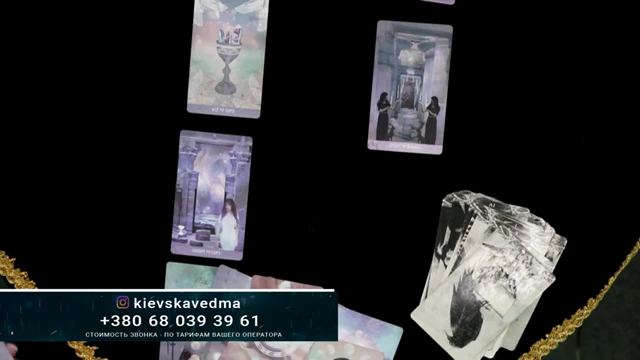 kievskavedma
+380 68 039 39 61
СТОИМОСТЬ ЗВОНКА - ПО ТАРИФАМ ВАШЕГО ОПЕРАТОРА